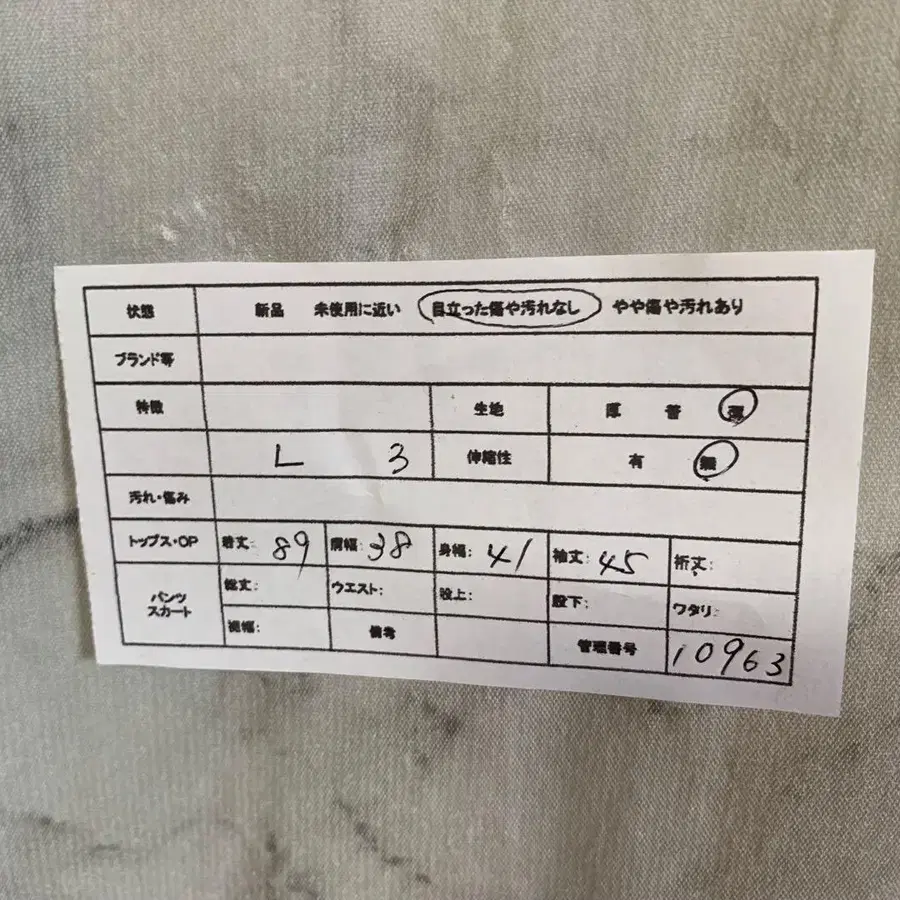 状態 新品 未使用に近い 目立った傷や汚れなし やや傷や汚れあり
ブランド等
特徴 生地 厚 普 薄
L 3 伸縮性 有 無
汚れ・傷み
トップス・OP 着丈: 89 肩幅: 38 身幅: 41 袖丈: 45 裄丈:
パンツ スカート 総丈: ウエスト: 股上: 股下: ワタリ:
裾幅: 備考 管理番号 10963